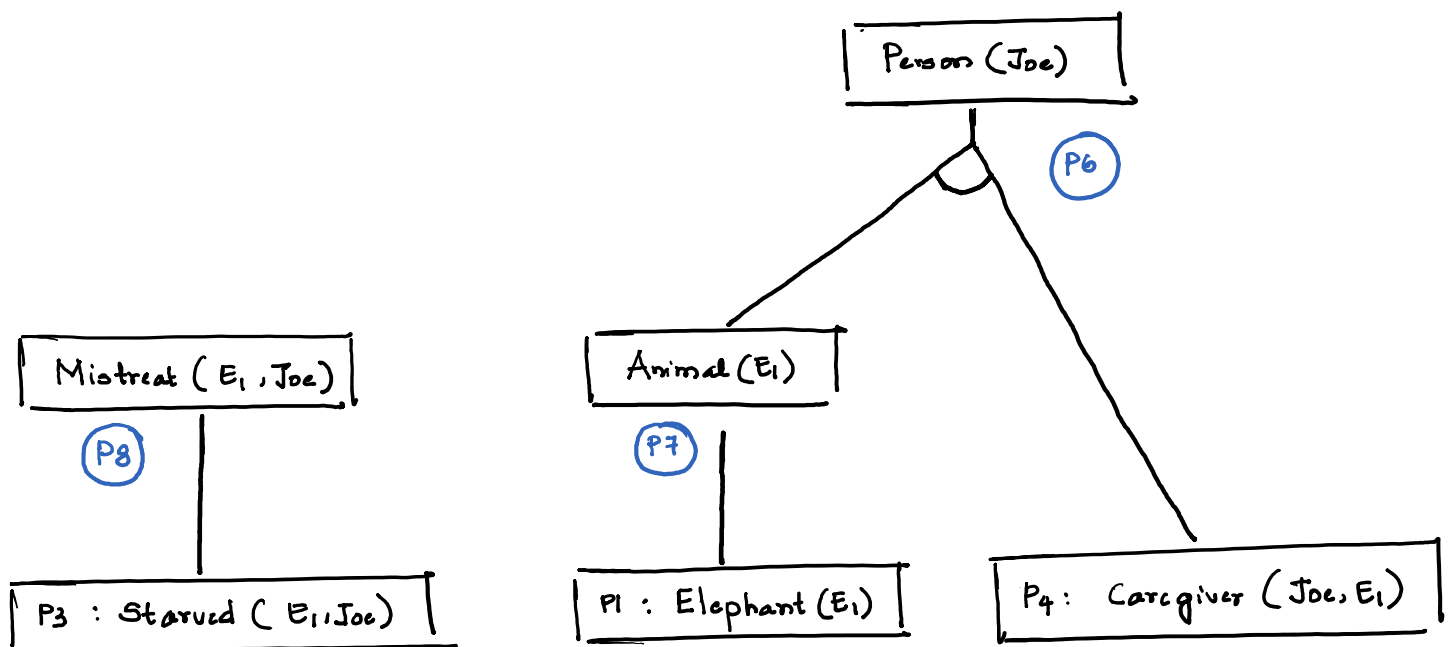 Person (Joe)
P6
Mistreat ( E1 , Joe)
Animal (E1)
P8
P7
P3 : Starved ( E1, Joe)
P1 : Elephant (E1)
P4 : Caregiver ( Joe, E1)